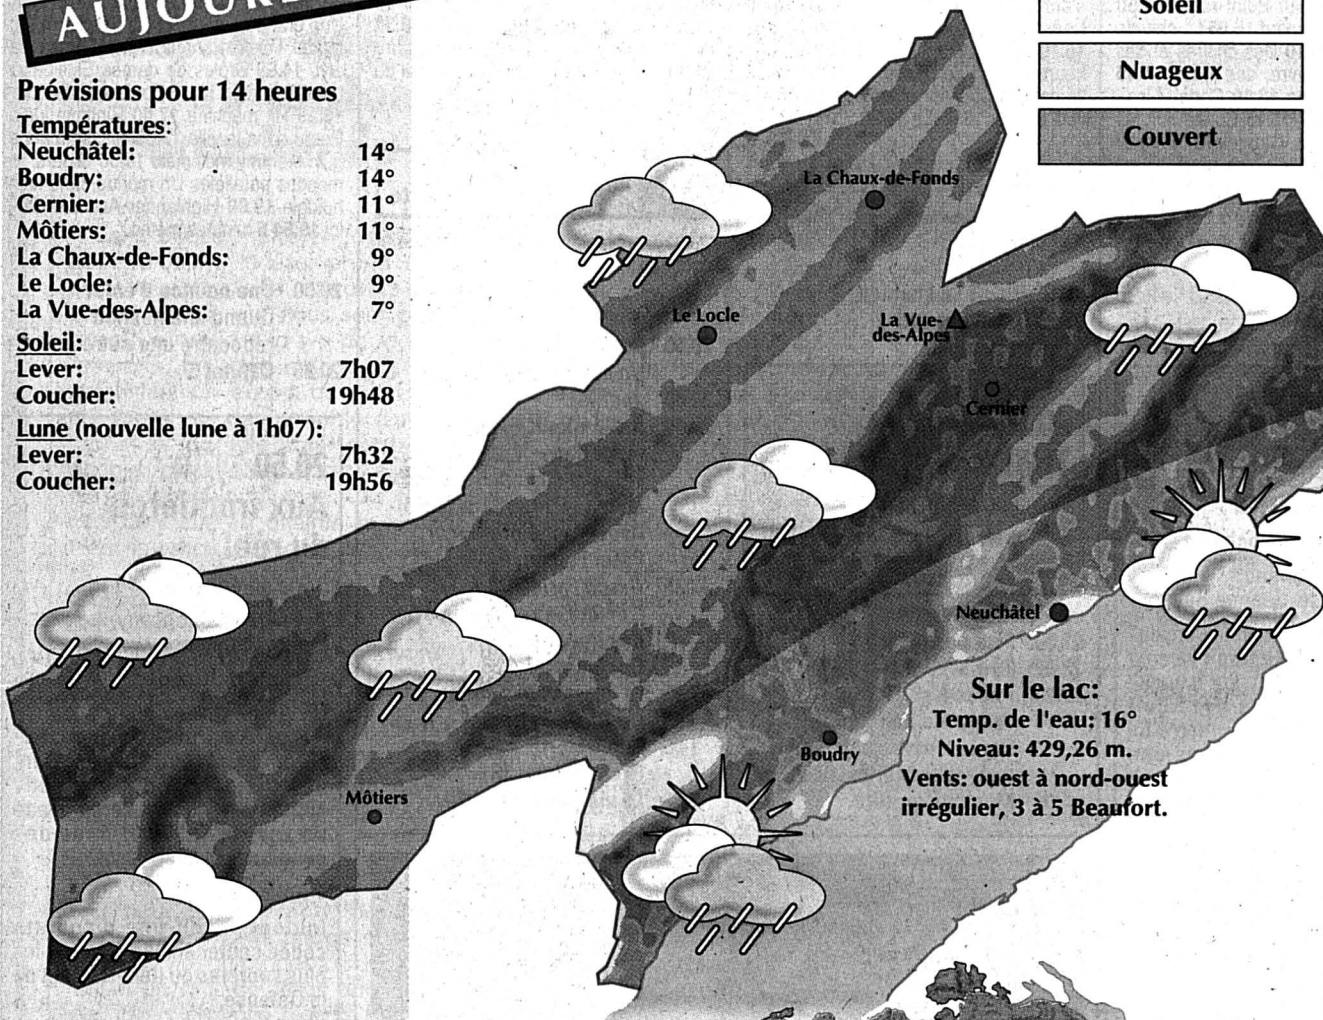 Prévisions pour 14 heures
Températures:
Neuchâtel: 14°
Boudry: 14°
Cernier: 11°
Môtiers: 11°
La Chaux-de-Fonds: 9°
Le Locle: 9°
La Vue-des-Alpes: 7°
Soleil:
Lever: 7h07
Coucher: 19h48
Lune (nouvelle lune à 1h07):
Lever: 7h32
Coucher: 19h56
Soleil
Nuageux
Couvert
La Chaux-de-Fonds
Le Locle
La Vue-
des-Alpes
Cernier
Neuchâtel
Boudry
Môtiers
Sur le lac:
Temp. de l'eau: 16°
Niveau: 429,26 m.
Vents: ouest à nord-ouest
irrégulier, 3 à 5 Beaufort.